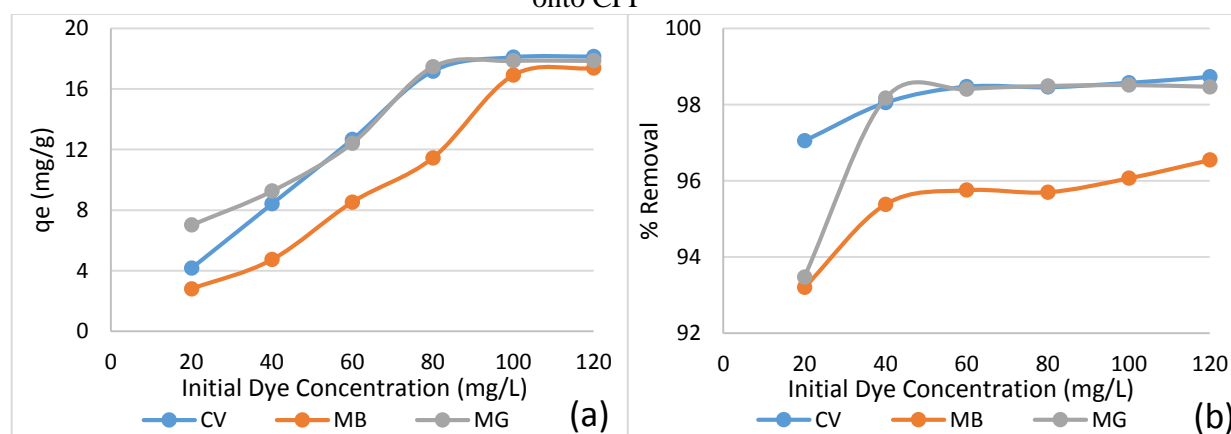 onto CPP
20
16
12
8
4
0
qe (mg/g)
0 20 40 60 80 100 120
Initial Dye Concentration (mg/L)
CV MB MG
(a)
100
98
96
94
92
% Removal
0 20 40 60 80 100 120
Initial Dye Concentration (mg/L)
CV MB MG
(b)